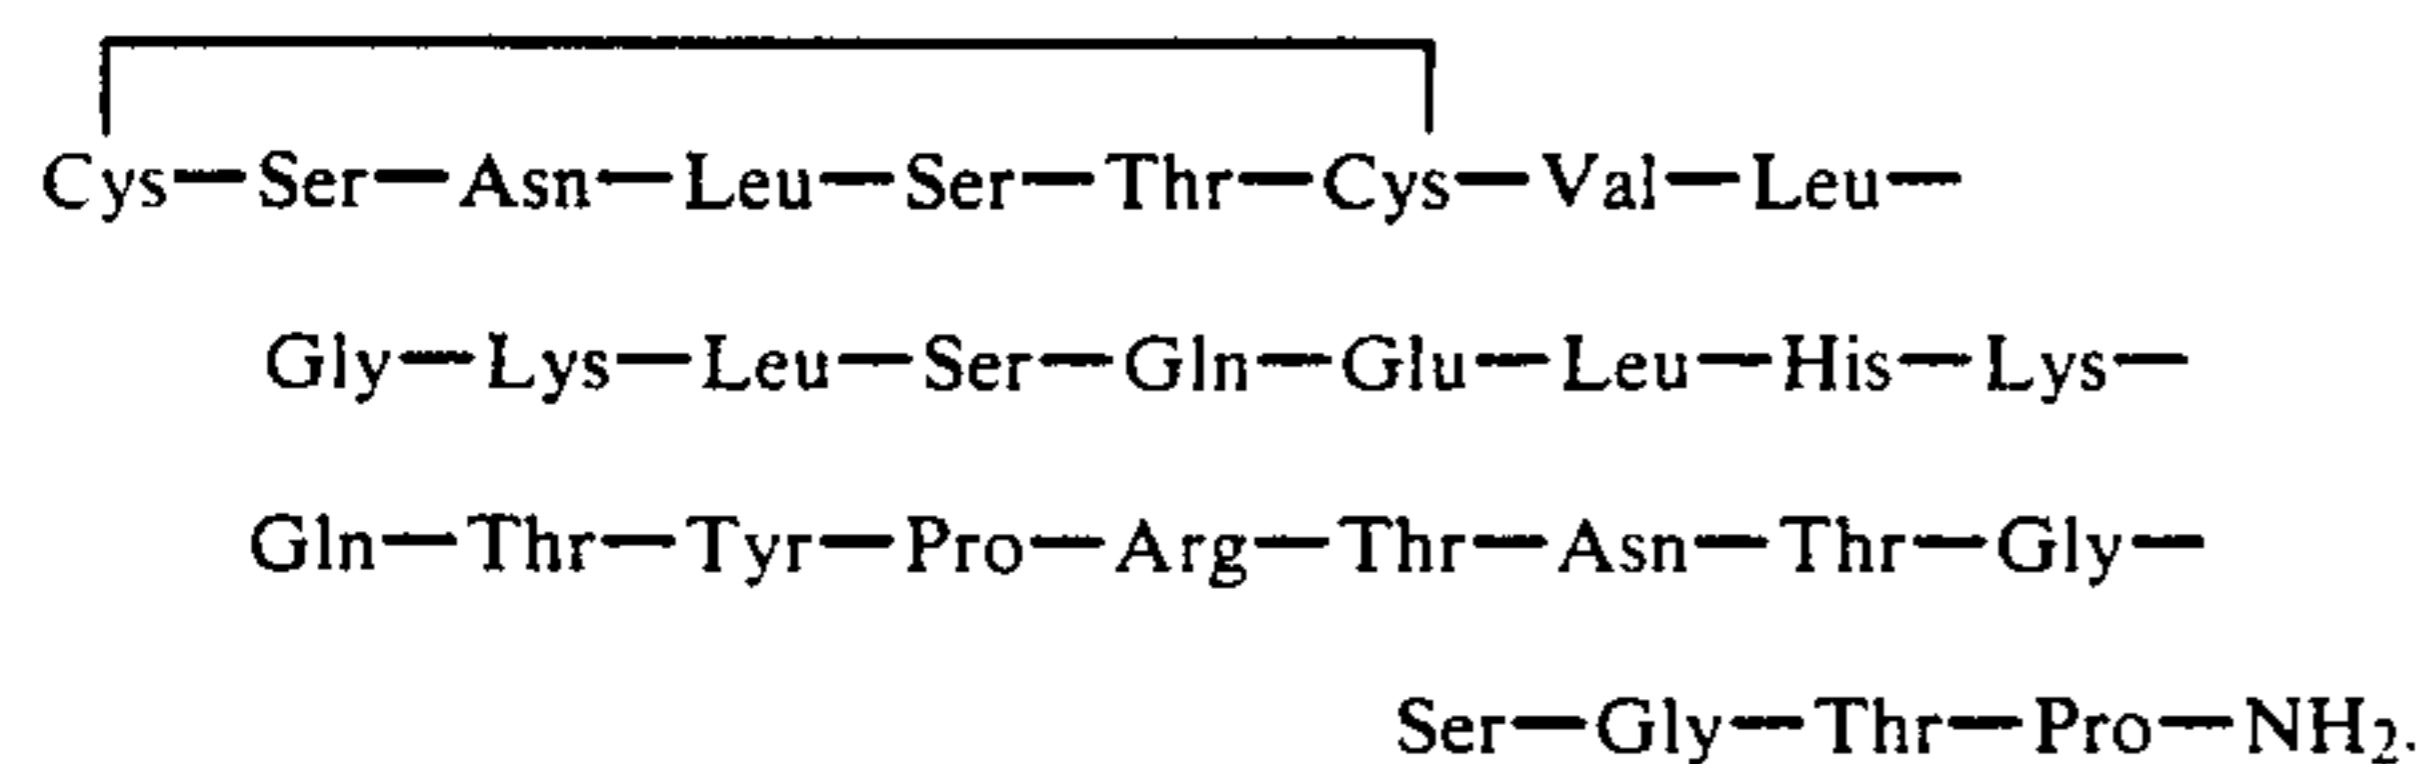 Cys—Ser—Asn—Leu—Ser—Thr—Cys—Val—Leu—
Gly—Lys—Leu—Ser—Gln—Glu—Leu—His—Lys—
Gln—Thr—Tyr—Pro—Arg—Thr—Asn—Thr—Gly—
Ser—Gly—Thr—Pro—NH₂.